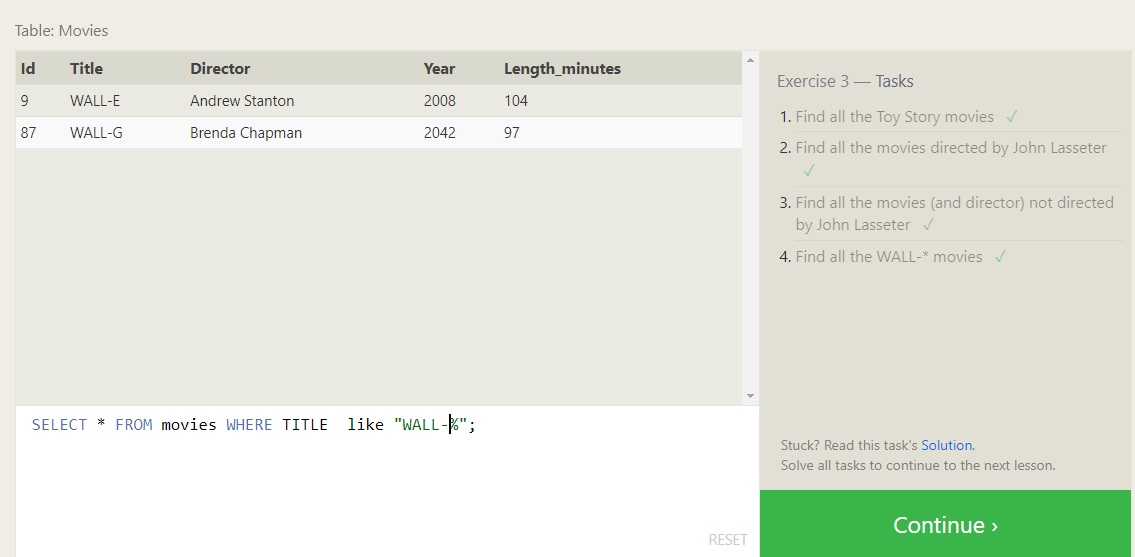 Table: Movies
Id Title Director Year Length_minutes
9 WALL-E Andrew Stanton 2008 104
87 WALL-G Brenda Chapman 2042 97
SELECT * FROM movies WHERE TITLE  like "WALL-%";
RESET
Exercise 3 — Tasks
1. Find all the Toy Story movies ✓
2. Find all the movies directed by John Lasseter
✓
3. Find all the movies (and director) not directed
by John Lasseter ✓
4. Find all the WALL-* movies ✓
Stuck? Read this task's Solution.
Solve all tasks to continue to the next lesson.
Continue ›